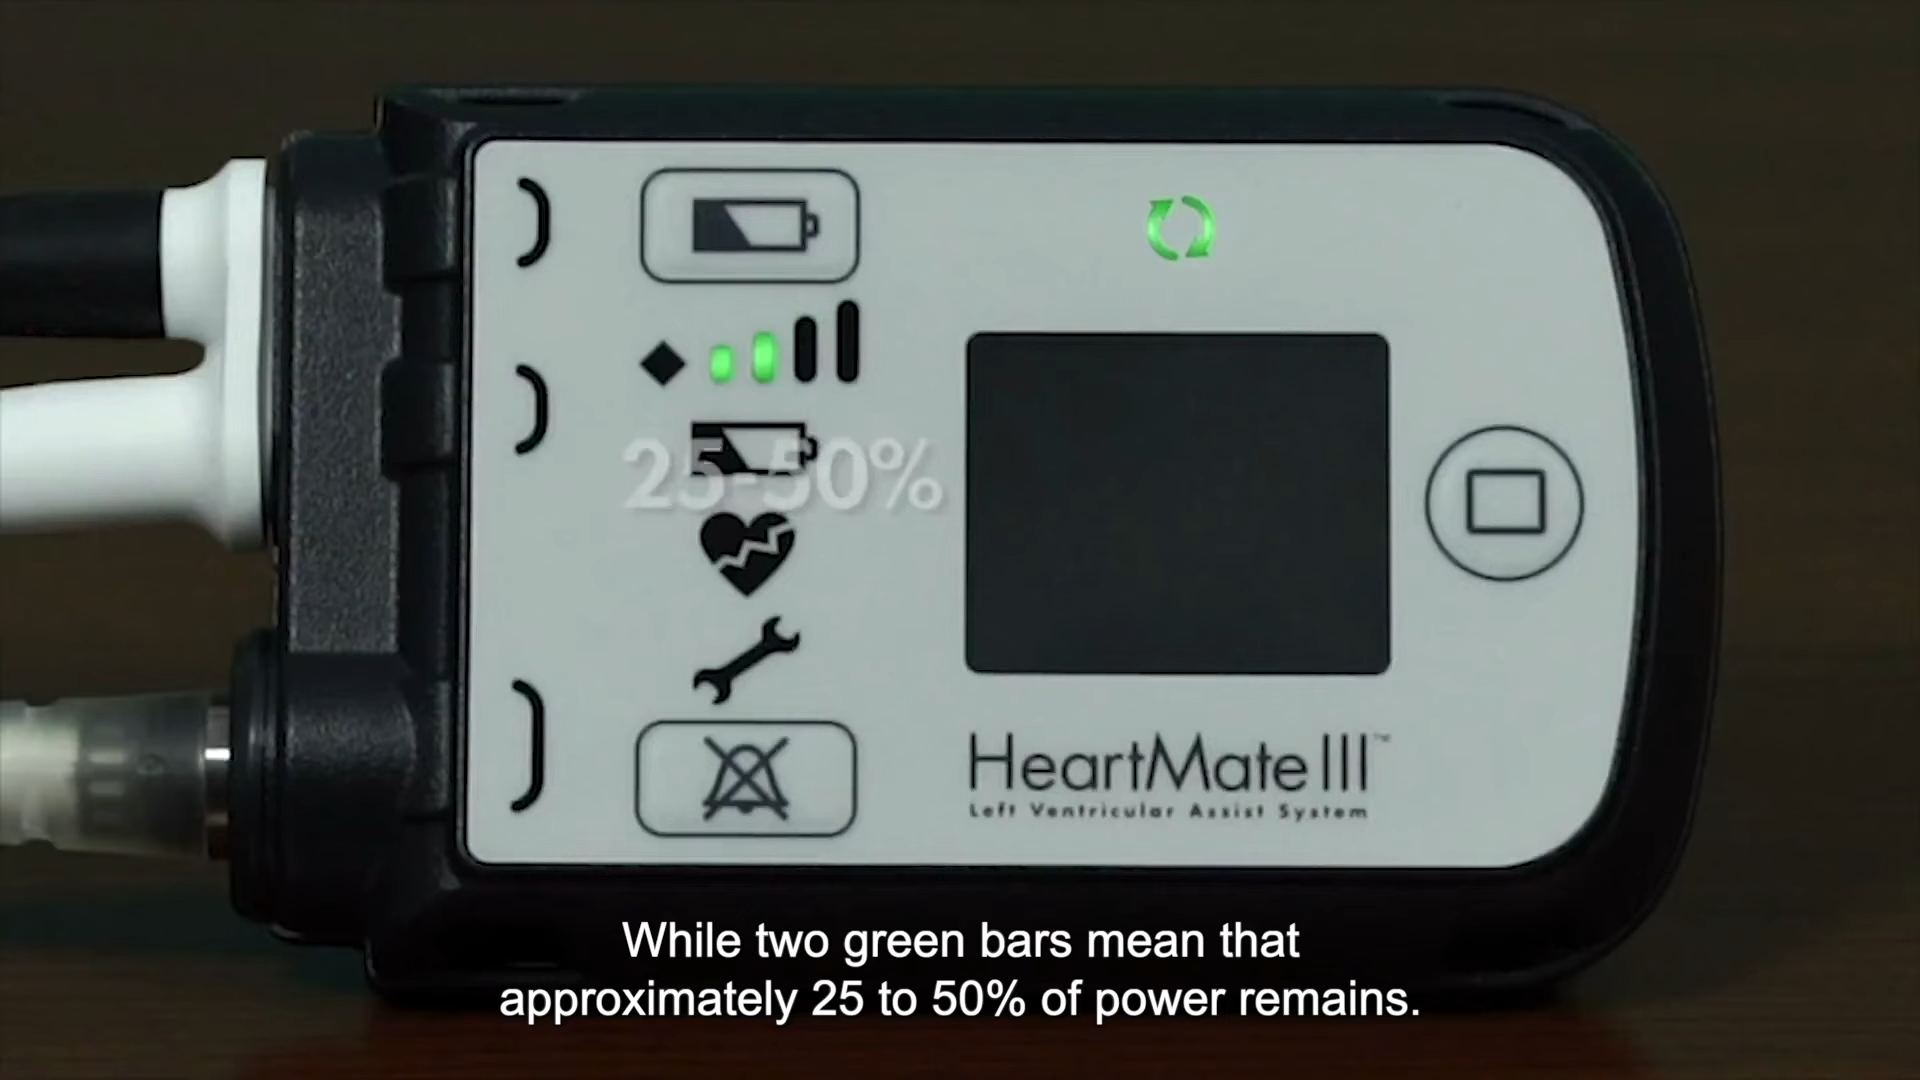 25-50%
HeartMate III™
Left Ventricular Assist System
While two green bars mean that
approximately 25 to 50% of power remains.